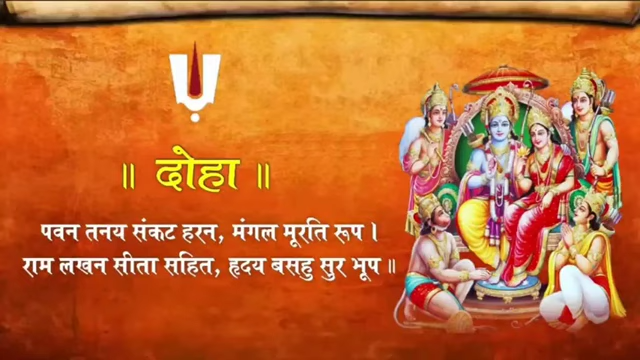 ॥ दोहा ॥
पवन तनय संकट हरन, मंगल मूरति रूप ।
राम लखन सीता सहित, हृदय बसहु सुर भूप ॥